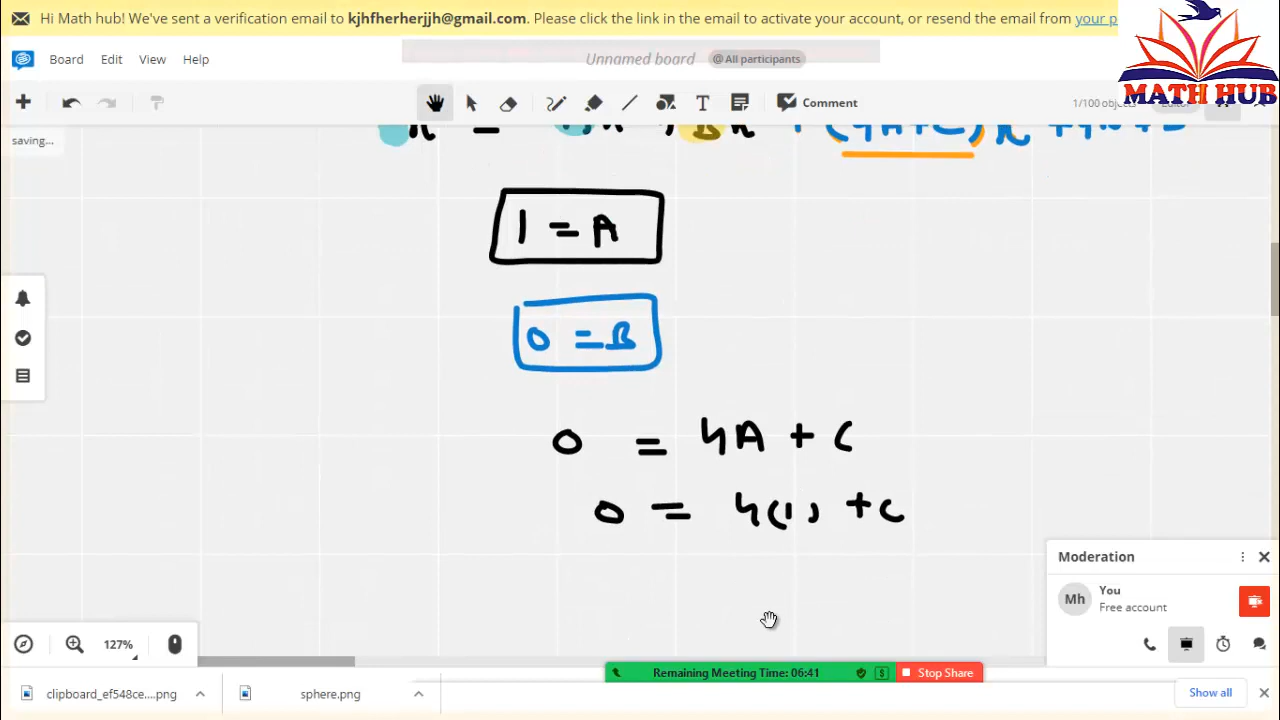 Hi Math hub! We've sent a verification email to kjhfherherjjh@gmail.com. Please click the link in the email to activate your account, or resend the email from your p
MATH HUB
Board Edit View Help
Unnamed board @ All participants
Comment
1/100 obje
saving...
(4A+C)x
1 = A
0 = B
0 = 4A + C
0 = 4(1) + C
Moderation
Mh You
Free account
127%
Remaining Meeting Time: 06:41 $ Stop Share
clipboard_ef548ce....png sphere.png Show all